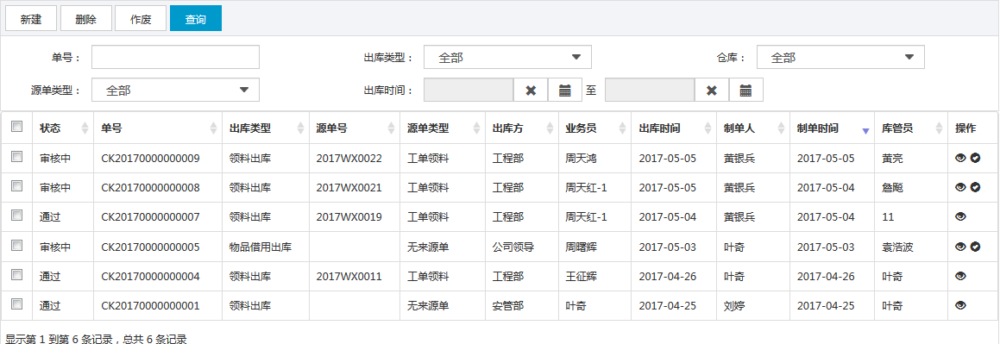 新建 删除 作废 查询
单号： 出库类型： 全部 仓库： 全部
源单类型： 全部 出库时间： 至
状态 单号 出库类型 源单号 源单类型 出库方 业务员 出库时间 制单人 制单时间 库管员 操作
审核中 CK20170000000009 领料出库 2017WX0022 工单领料 工程部 周天鸿 2017-05-05 黄银兵 2017-05-05 黄亮
审核中 CK20170000000008 领料出库 2017WX0021 工单领料 工程部 周天红-1 2017-05-05 黄银兵 2017-05-04 詹飚
通过 CK20170000000007 领料出库 2017WX0019 工单领料 工程部 周天红-1 2017-05-04 黄银兵 2017-05-04 11
审核中 CK20170000000005 物品借用出库 无来源单 公司领导 周曙辉 2017-05-03 叶奇 2017-05-03 袁浩波
通过 CK20170000000004 领料出库 2017WX0011 工单领料 工程部 王征辉 2017-04-26 叶奇 2017-04-26 叶奇
通过 CK20170000000001 领料出库 无来源单 安管部 叶奇 2017-04-25 刘婷 2017-04-25 叶奇
显示第 1 到第 6 条记录，总共 6 条记录